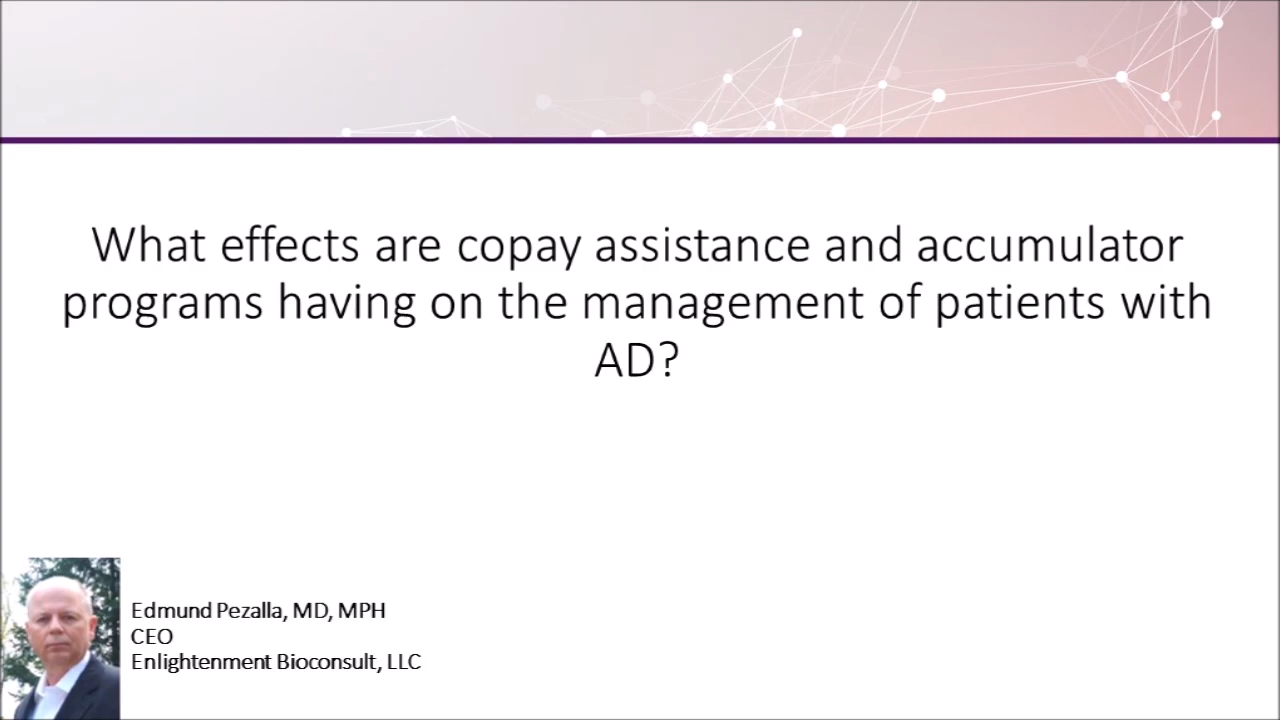 What effects are copay assistance and accumulator
programs having on the management of patients with
AD?
Edmund Pezalla, MD, MPH
CEO
Enlightenment Bioconsult, LLC